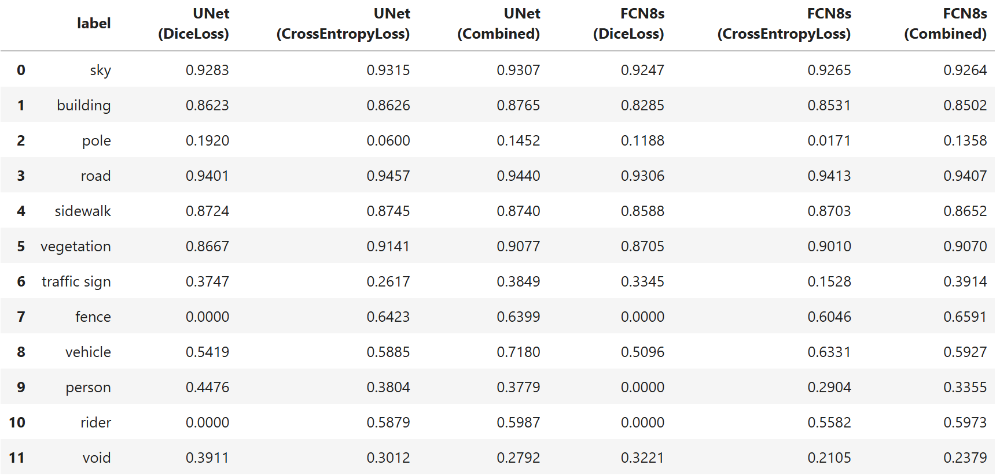 label UNet (DiceLoss) UNet (CrossEntropyLoss) UNet (Combined) FCN8s (DiceLoss) FCN8s (CrossEntropyLoss) FCN8s (Combined)
0 sky 0.9283 0.9315 0.9307 0.9247 0.9265 0.9264
1 building 0.8623 0.8626 0.8765 0.8285 0.8531 0.8502
2 pole 0.1920 0.0600 0.1452 0.1188 0.0171 0.1358
3 road 0.9401 0.9457 0.9440 0.9306 0.9413 0.9407
4 sidewalk 0.8724 0.8745 0.8740 0.8588 0.8703 0.8652
5 vegetation 0.8667 0.9141 0.9077 0.8705 0.9010 0.9070
6 traffic sign 0.3747 0.2617 0.3849 0.3345 0.1528 0.3914
7 fence 0.0000 0.6423 0.6399 0.0000 0.6046 0.6591
8 vehicle 0.5419 0.5885 0.7180 0.5096 0.6331 0.5927
9 person 0.4476 0.3804 0.3779 0.0000 0.2904 0.3355
10 rider 0.0000 0.5879 0.5987 0.0000 0.5582 0.5973
11 void 0.3911 0.3012 0.2792 0.3221 0.2105 0.2379